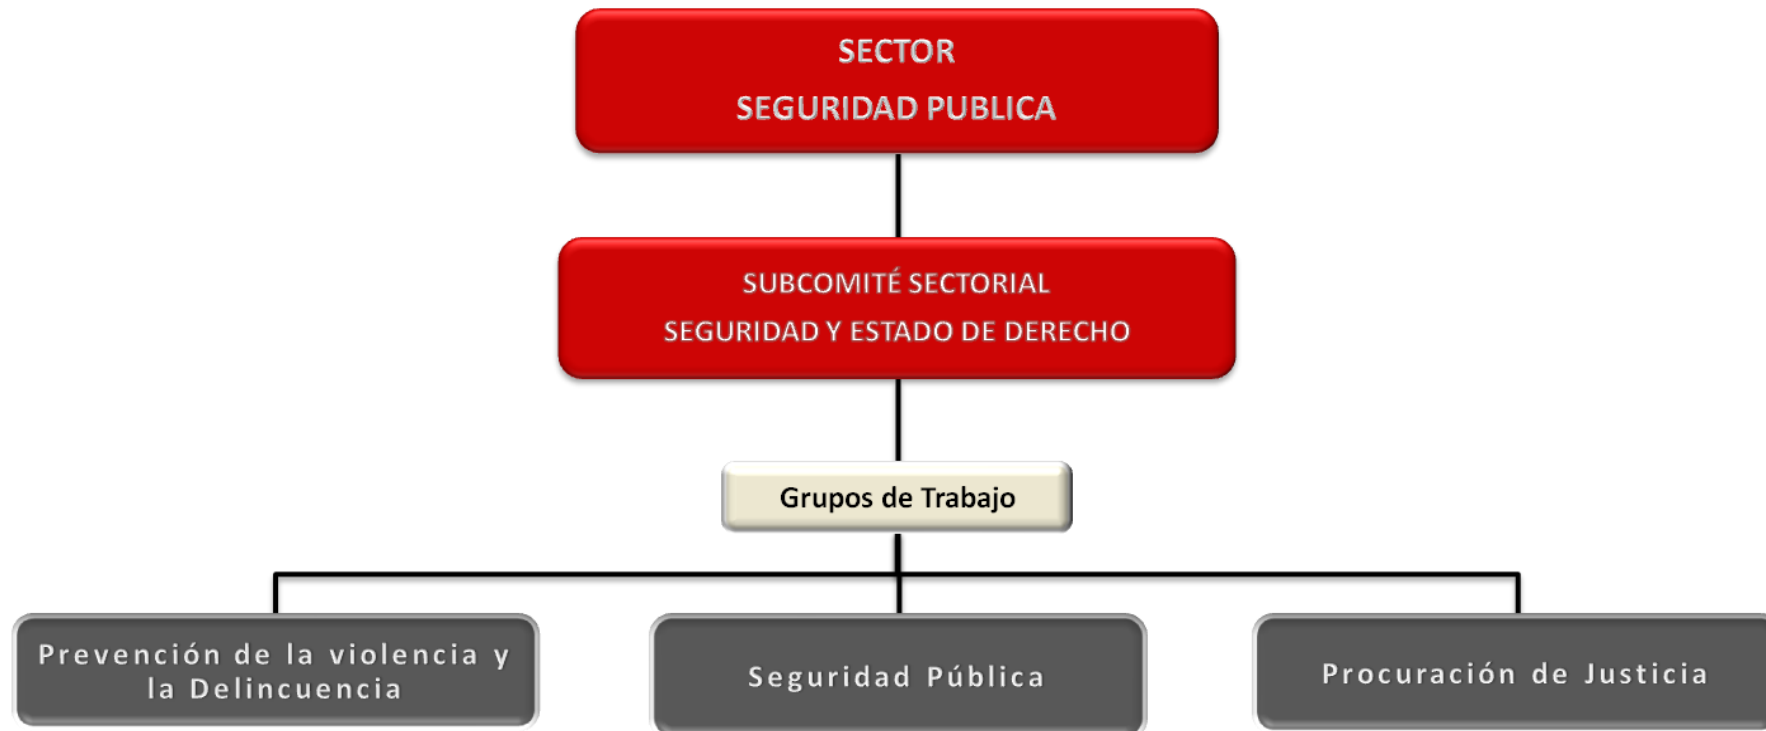 SECTOR
SEGURIDAD PUBLICA
SUBCOMITÉ SECTORIAL
SEGURIDAD Y ESTADO DE DERECHO
Grupos de Trabajo
Prevención de la violencia y
la Delincuencia
Seguridad Pública
Procuración de Justicia